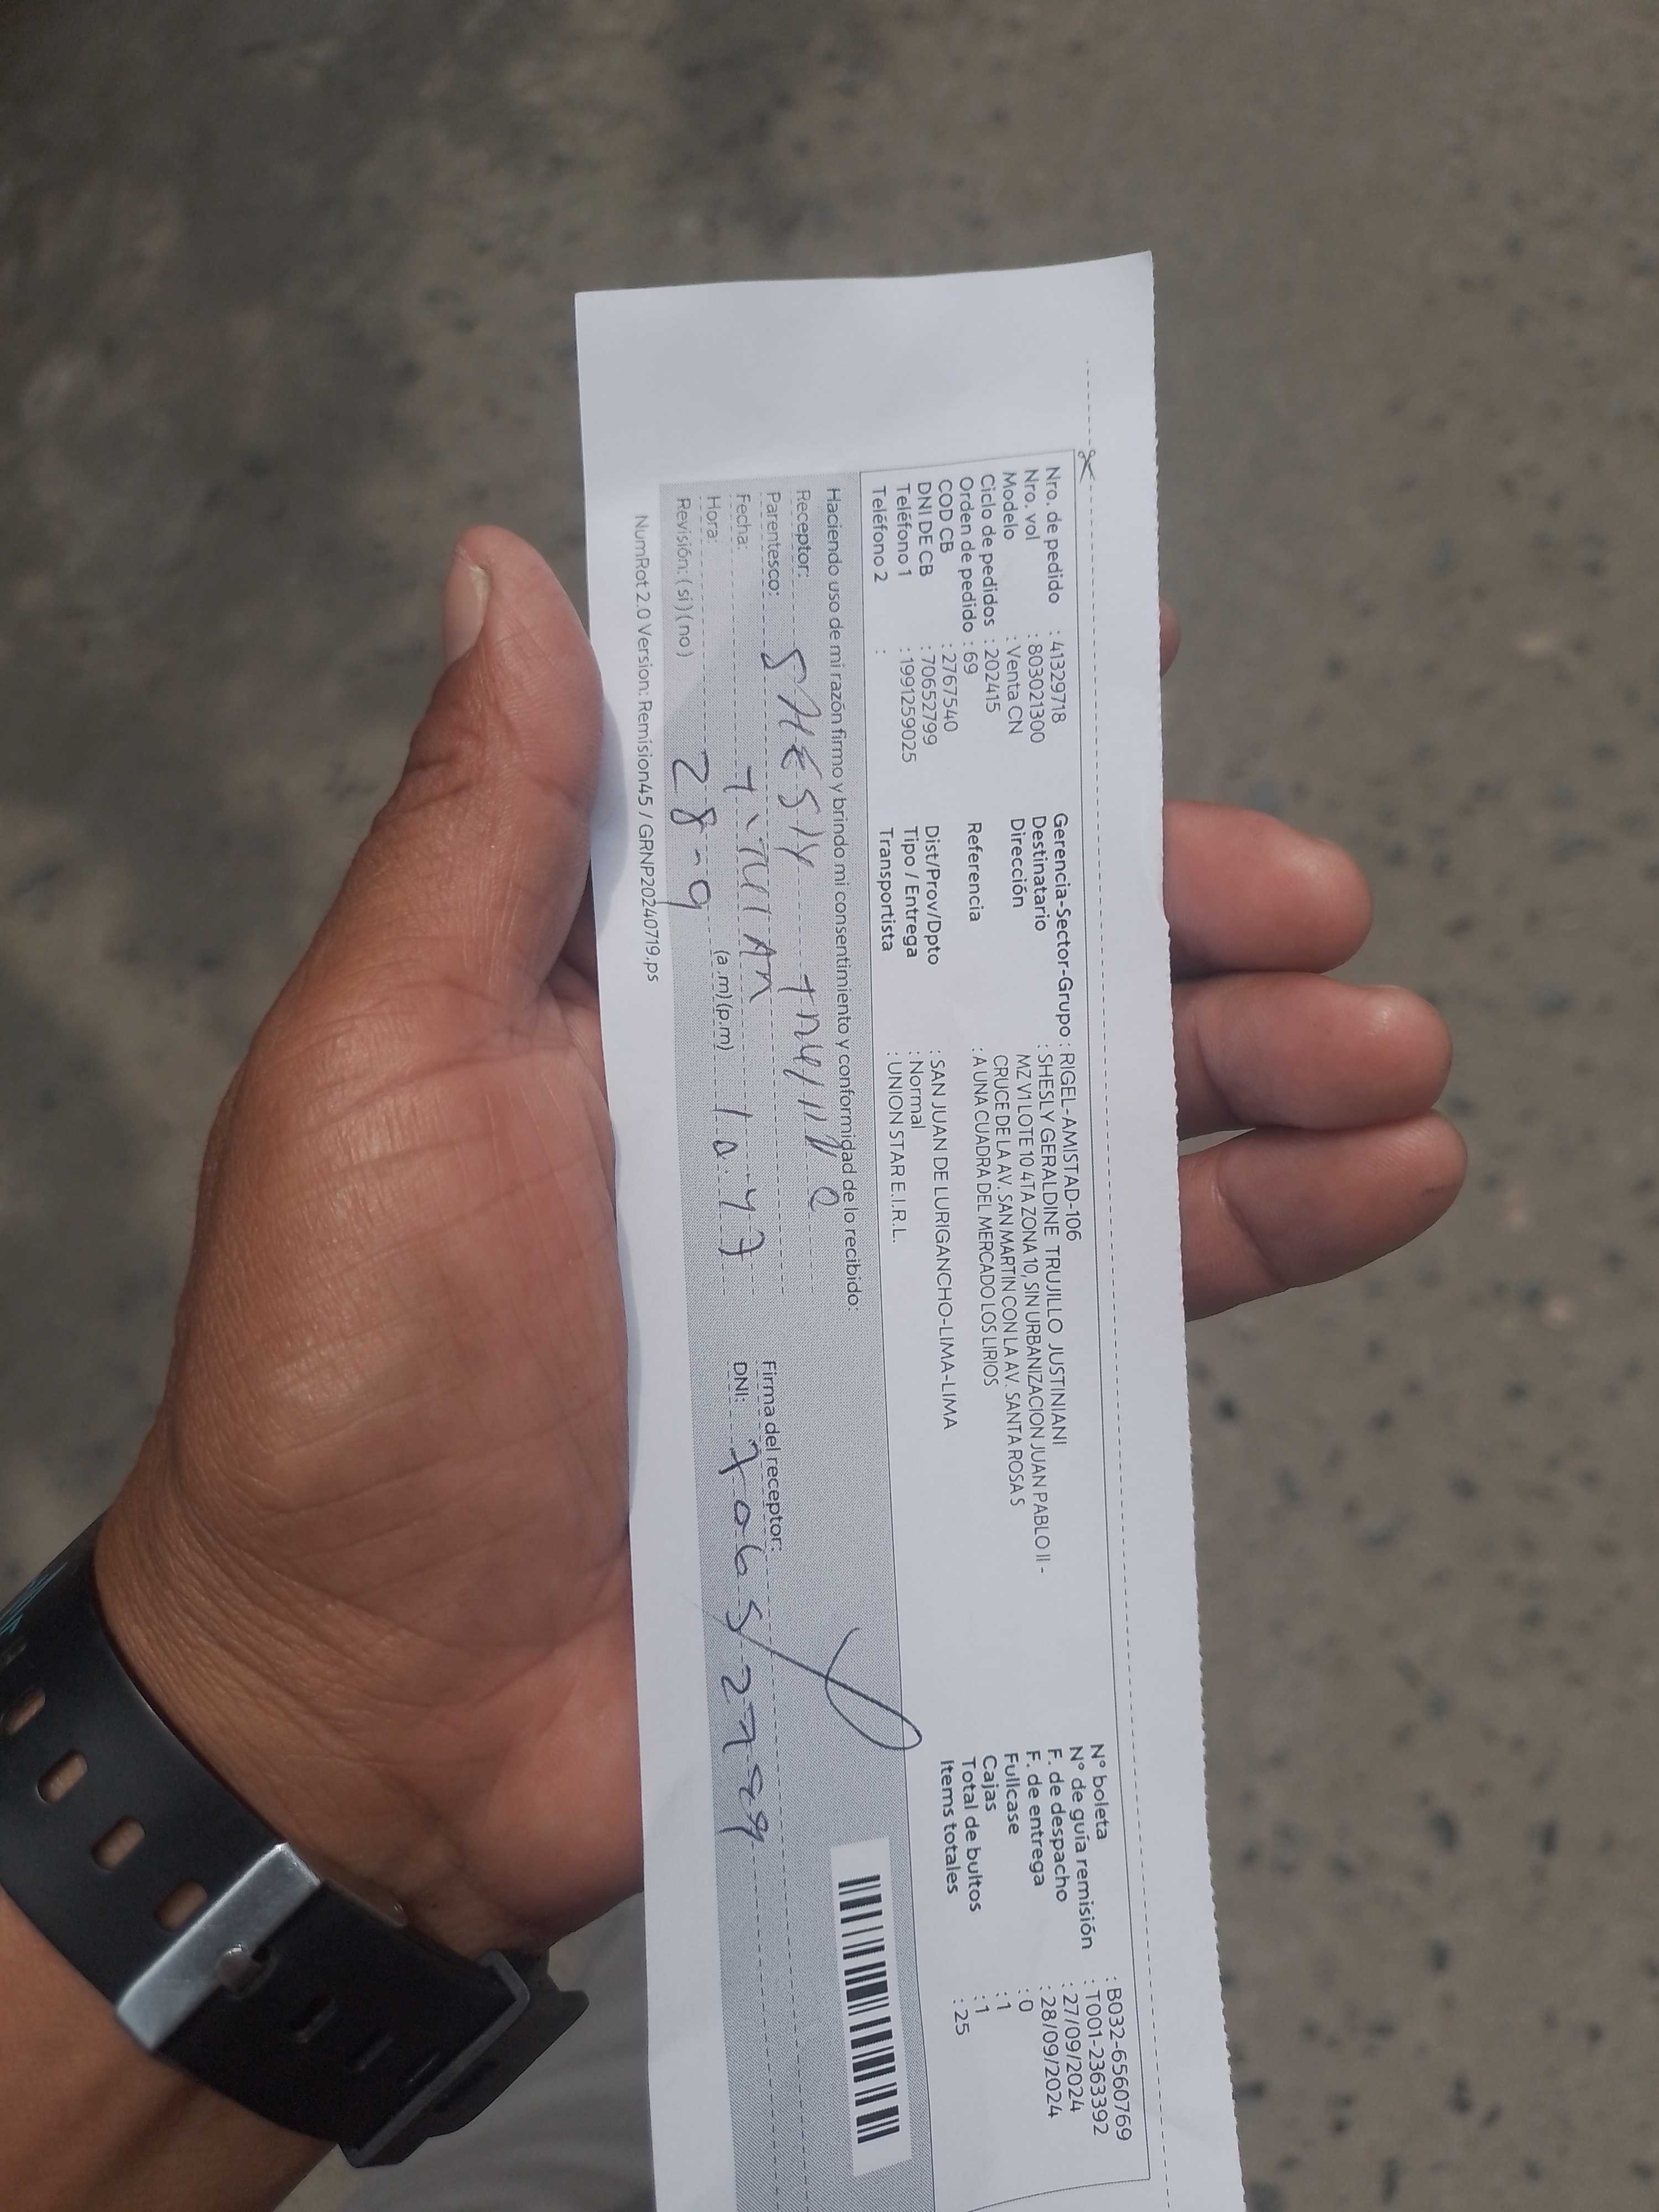 Nro. de pedido : 41329718
Nro. vol : 803021300
Modelo : Venta CN
Ciclo de pedidos : 202415
Orden de pedido : 69
COD CB : 2767540
DNI DE CB : 70652799
Teléfono 1 : 1991259025
Teléfono 2 :
Gerencia-Sector-Grupo : RIGEL-AMISTAD-106
Destinatario : SHESLY GERALDINE TRUJILLO JUSTINIANI
Dirección MZ V1 LOTE 10 4TA ZONA 10, SIN URBANIZACION JUAN PABLO II -
CRUCE DE LA AV. SAN MARTIN CON LA AV. SANTA ROSA S
Referencia : A UNA CUADRA DEL MERCADO LOS LIRIOS
Dist/Prov/Dpto : SAN JUAN DE LURIGANCHO-LIMA-LIMA
Tipo / Entrega : Normal
Transportista : UNION STAR E.I.R.L.
N° boleta : B032-6560769
N° de guía remisión : T001-2363392
F. de despacho : 27/09/2024
F. de entrega : 28/09/2024
Fullcase : 0
Cajas : 1
Total de bultos : 1
Items totales : 25
Haciendo uso de mi razón firmo y brindo mi consentimiento y conformidad de lo recibido:
Receptor: SHESLY
Parentesco:
Fecha: 28-9
Hora: (a.m)(p.m) 10.47
Revisión: (si)(no)
Firma del receptor:
DNI: 70652799
NumRot 2.0 Version: Remision45 / GRNP20240719.ps